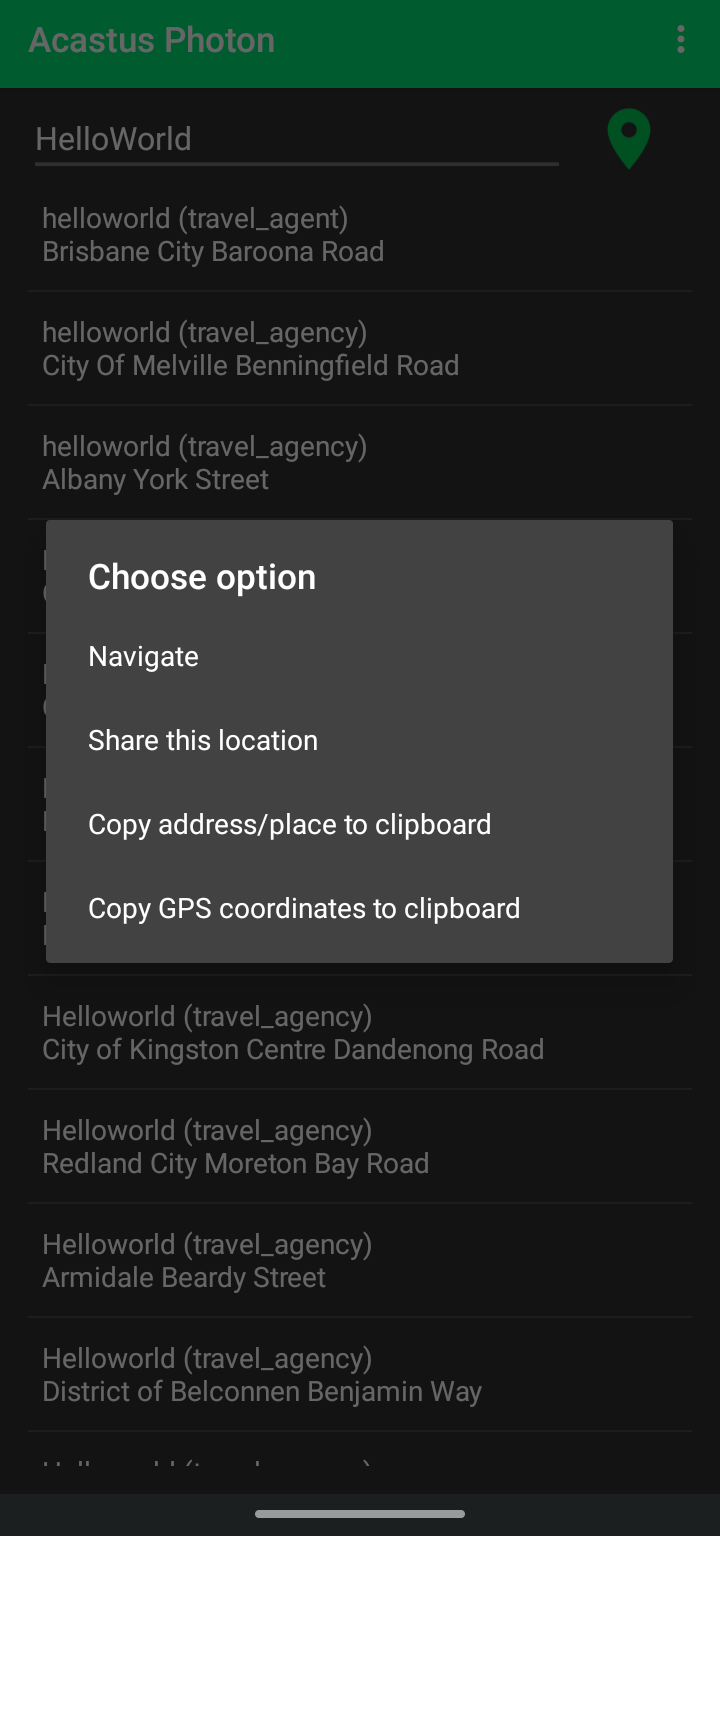 Acastus Photon
HelloWorld
helloworld (travel_agent)
Brisbane City Baroona Road
helloworld (travel_agency)
City Of Melville Benningfield Road
helloworld (travel_agency)
Albany York Street
Choose option
Navigate
Share this location
Copy address/place to clipboard
Copy GPS coordinates to clipboard
Helloworld (travel_agency)
City of Kingston Centre Dandenong Road
Helloworld (travel_agency)
Redland City Moreton Bay Road
Helloworld (travel_agency)
Armidale Beardy Street
Helloworld (travel_agency)
District of Belconnen Benjamin Way